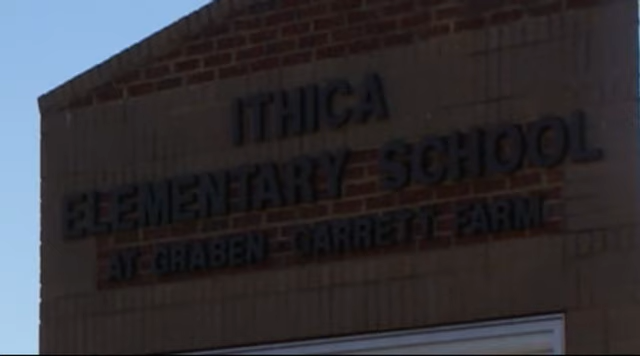 ITHICA
ELEMENTARY SCHOOL
AT GRABEN GARRETT FARM